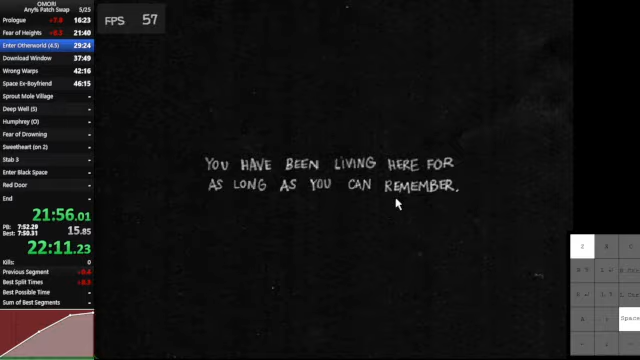 OMORI
Any% Patch Swap 5/25
Prologue +7.0 16:23
Fear of Heights +0.2 21:40
Enter Otherworld (4.5) 29:24
Download Window 37:49
Wrong Warps 42:16
Space Ex-Boyfriend 46:15
Sprout Mole Village -
Deep Well (S) -
Humphrey (O) -
Fear of Drowning -
Sweetheart (on 2) -
Stab 3 -
Enter Black Space -
Red Door -
End -
21:56.01
PB: 7:52.29
Best: 7:50.31
15.85
22:11.23
Kills: 0
Previous Segment +0.4
Best Split Times +8.3
Best Possible Time -
Sum of Best Segments -
FPS 57
YOU HAVE BEEN LIVING HERE FOR
AS LONG AS YOU CAN REMEMBER.
Z X C
Space